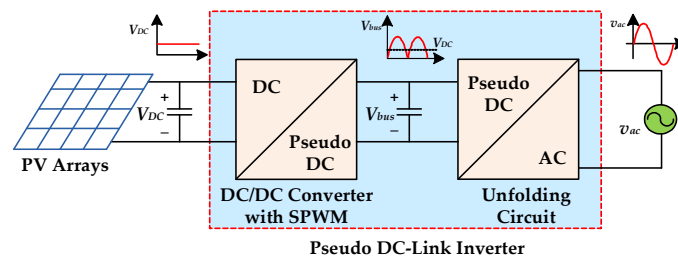 V_DC
V_bus
V_DC
v_ac
DC
Pseudo
DC
+
V_DC
−
+
V_bus
−
Pseudo
DC
AC
v_ac
PV Arrays
DC/DC Converter
with SPWM
Unfolding
Circuit
Pseudo DC-Link Inverter